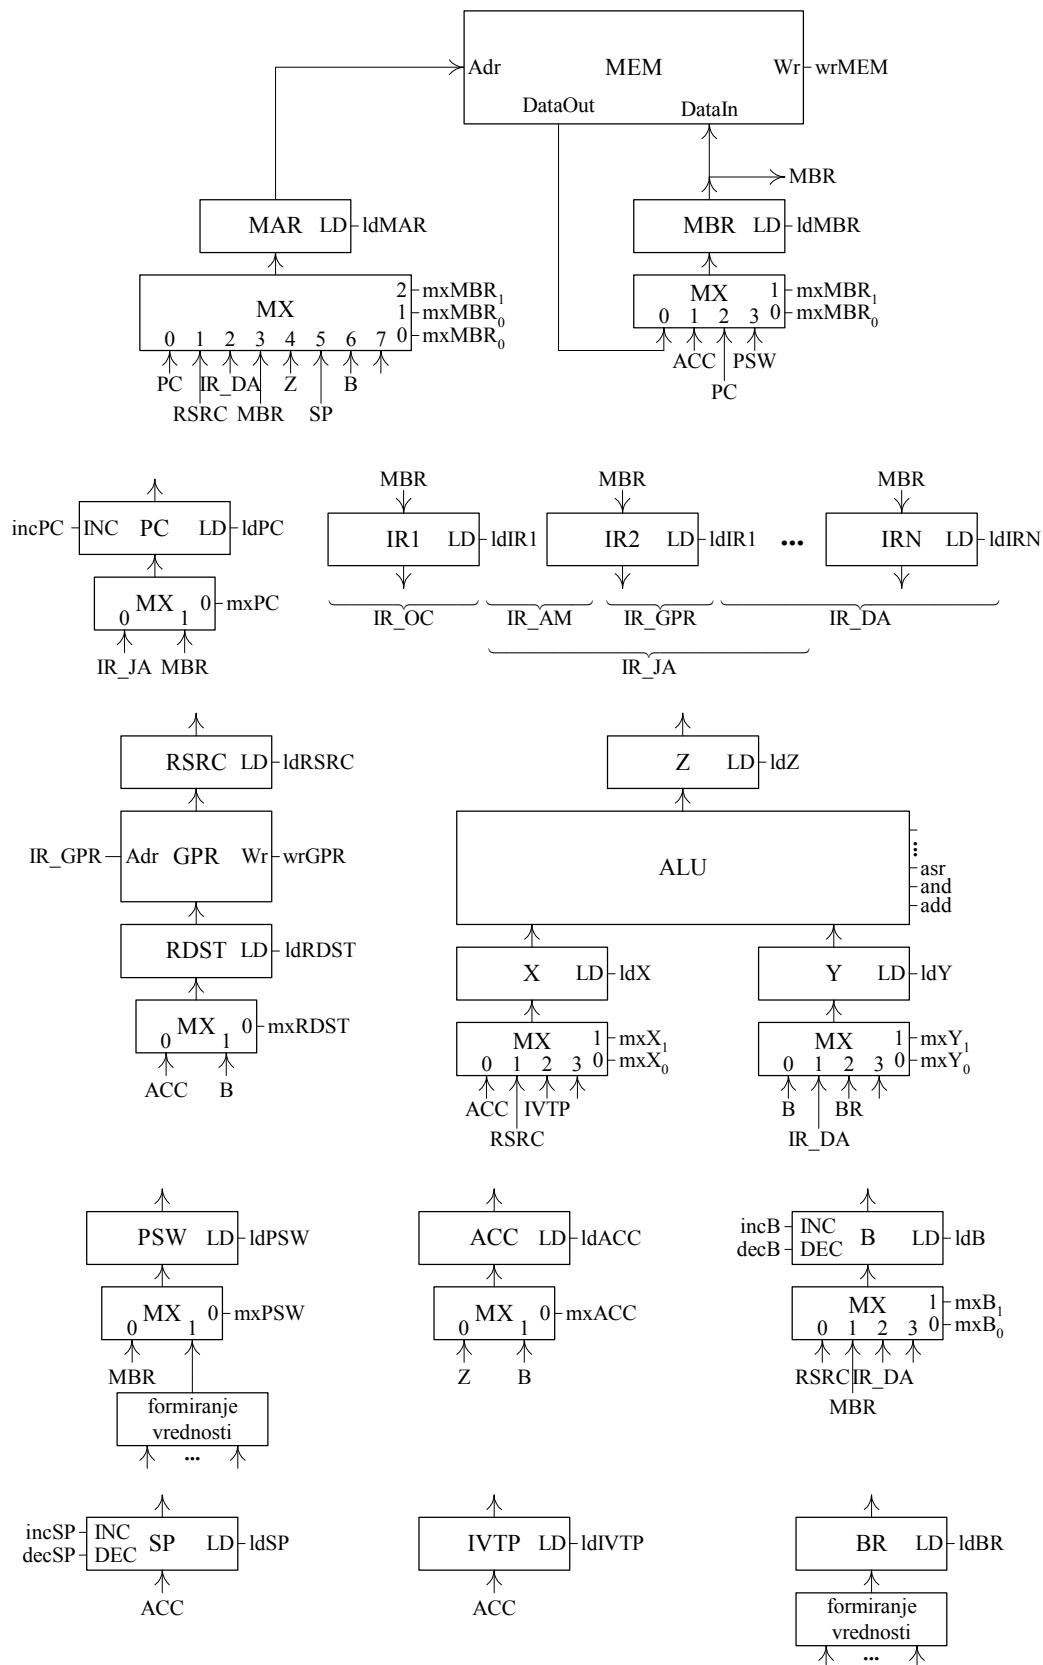 Adr MEM Wr wrMEM
DataOut DataIn
MBR
MAR LD ldMAR
MBR LD ldMBR
MX 2 mxMBR1
1 mxMBR0
0 mxMBR0
0 1 2 3 4 5 6 7
PC IR_DA Z B
RSRC MBR SP
MX 1 mxMBR1
0 1 2 3 0 mxMBR0
ACC PSW
PC
incPC INC PC LD ldPC
MX 0 mxPC
0 1
IR_JA MBR
MBR MBR MBR
IR1 LD ldIR1 IR2 LD ldIR1 ... IRN LD ldIRN
IR_OC IR_AM IR_GPR IR_DA
IR_JA
RSRC LD ldRSRC
IR_GPR Adr GPR Wr wrGPR
RDST LD ldRDST
MX 0 mxRDST
0 1
ACC B
Z LD ldZ
ALU
...
asr
and
add
X LD ldX
MX 1 mxX1
0 1 2 3 0 mxX0
ACC IVTP
RSRC
Y LD ldY
MX 1 mxY1
0 1 2 3 0 mxY0
B BR
IR_DA
PSW LD ldPSW
MX 0 mxPSW
0 1
MBR
formiranje
vrednosti
...
ACC LD ldACC
MX 0 mxACC
0 1
Z B
incB INC B LD ldB
decB DEC
MX 1 mxB1
0 1 2 3 0 mxB0
RSRC IR_DA
MBR
incSP INC SP LD ldSP
decSP DEC
ACC
IVTP LD ldIVTP
ACC
BR LD ldBR
formiranje
vrednosti
...